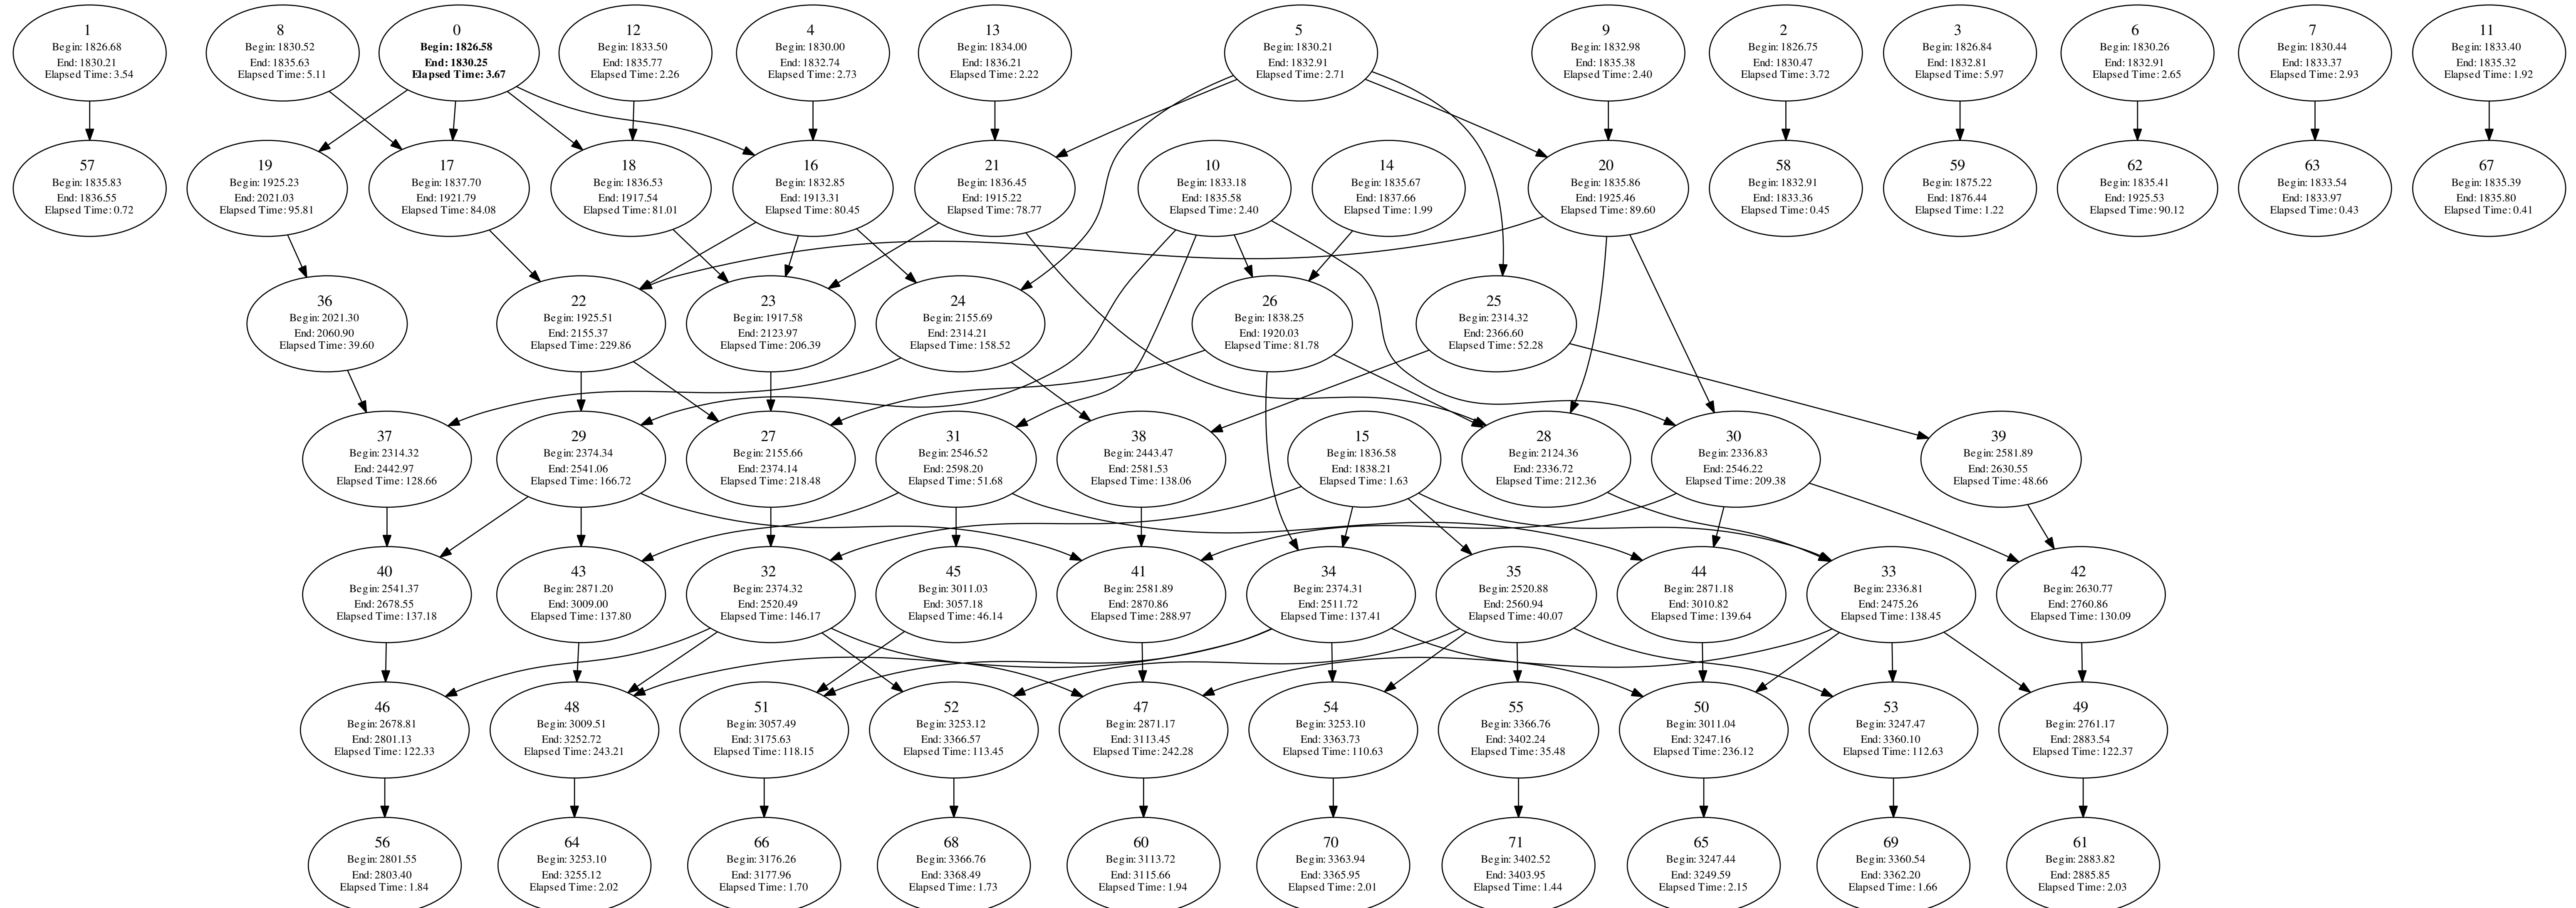 1
Begin: 1826.68
End: 1830.21
Elapsed Time: 3.54
8
Begin: 1830.52
End: 1835.63
Elapsed Time: 5.11
0
Begin: 1826.58
End: 1830.25
Elapsed Time: 3.67
12
Begin: 1833.50
End: 1835.77
Elapsed Time: 2.26
4
Begin: 1830.00
End: 1832.74
Elapsed Time: 2.73
13
Begin: 1834.00
End: 1836.21
Elapsed Time: 2.22
5
Begin: 1830.21
End: 1832.91
Elapsed Time: 2.71
9
Begin: 1832.98
End: 1835.38
Elapsed Time: 2.40
2
Begin: 1826.75
End: 1830.47
Elapsed Time: 3.72
3
Begin: 1826.84
End: 1832.81
Elapsed Time: 5.97
6
Begin: 1830.26
End: 1832.91
Elapsed Time: 2.65
7
Begin: 1830.44
End: 1833.37
Elapsed Time: 2.93
11
Begin: 1833.40
End: 1835.32
Elapsed Time: 1.92
57
Begin: 1835.83
End: 1836.55
Elapsed Time: 0.72
19
Begin: 1925.23
End: 2021.03
Elapsed Time: 95.81
17
Begin: 1837.70
End: 1921.79
Elapsed Time: 84.08
18
Begin: 1836.53
End: 1917.54
Elapsed Time: 81.01
16
Begin: 1832.85
End: 1913.31
Elapsed Time: 80.45
21
Begin: 1836.45
End: 1915.22
Elapsed Time: 78.77
10
Begin: 1833.18
End: 1835.58
Elapsed Time: 2.40
14
Begin: 1835.67
End: 1837.66
Elapsed Time: 1.99
20
Begin: 1835.86
End: 1925.46
Elapsed Time: 89.60
58
Begin: 1832.91
End: 1833.36
Elapsed Time: 0.45
59
Begin: 1875.22
End: 1876.44
Elapsed Time: 1.22
62
Begin: 1835.41
End: 1925.53
Elapsed Time: 90.12
63
Begin: 1833.54
End: 1833.97
Elapsed Time: 0.43
67
Begin: 1835.39
End: 1835.80
Elapsed Time: 0.41
36
Begin: 2021.30
End: 2060.90
Elapsed Time: 39.60
22
Begin: 1925.51
End: 2155.37
Elapsed Time: 229.86
23
Begin: 1917.58
End: 2123.97
Elapsed Time: 206.39
24
Begin: 2155.69
End: 2314.21
Elapsed Time: 158.52
26
Begin: 1838.25
End: 1920.03
Elapsed Time: 81.78
25
Begin: 2314.32
End: 2366.60
Elapsed Time: 52.28
37
Begin: 2314.32
End: 2442.97
Elapsed Time: 128.66
29
Begin: 2374.34
End: 2541.06
Elapsed Time: 166.72
27
Begin: 2155.66
End: 2374.14
Elapsed Time: 218.48
31
Begin: 2546.52
End: 2598.20
Elapsed Time: 51.68
38
Begin: 2443.47
End: 2581.53
Elapsed Time: 138.06
15
Begin: 1836.58
End: 1838.21
Elapsed Time: 1.63
28
Begin: 2124.36
End: 2336.72
Elapsed Time: 212.36
30
Begin: 2336.83
End: 2546.22
Elapsed Time: 209.38
39
Begin: 2581.89
End: 2630.55
Elapsed Time: 48.66
40
Begin: 2541.37
End: 2678.55
Elapsed Time: 137.18
43
Begin: 2871.20
End: 3009.00
Elapsed Time: 137.80
32
Begin: 2374.32
End: 2520.49
Elapsed Time: 146.17
45
Begin: 3011.03
End: 3057.18
Elapsed Time: 46.14
41
Begin: 2581.89
End: 2870.86
Elapsed Time: 288.97
34
Begin: 2374.31
End: 2511.72
Elapsed Time: 137.41
35
Begin: 2520.88
End: 2560.94
Elapsed Time: 40.07
44
Begin: 2871.18
End: 3010.82
Elapsed Time: 139.64
33
Begin: 2336.81
End: 2475.26
Elapsed Time: 138.45
42
Begin: 2630.77
End: 2760.86
Elapsed Time: 130.09
46
Begin: 2678.81
End: 2801.13
Elapsed Time: 122.33
48
Begin: 3009.51
End: 3252.72
Elapsed Time: 243.21
51
Begin: 3057.49
End: 3175.63
Elapsed Time: 118.15
52
Begin: 3253.12
End: 3366.57
Elapsed Time: 113.45
47
Begin: 2871.17
End: 3113.45
Elapsed Time: 242.28
54
Begin: 3253.10
End: 3363.73
Elapsed Time: 110.63
55
Begin: 3366.76
End: 3402.24
Elapsed Time: 35.48
50
Begin: 3011.04
End: 3247.16
Elapsed Time: 236.12
53
Begin: 3247.47
End: 3360.10
Elapsed Time: 112.63
49
Begin: 2761.17
End: 2883.54
Elapsed Time: 122.37
56
Begin: 2801.55
End: 2803.40
Elapsed Time: 1.84
64
Begin: 3253.10
End: 3255.12
Elapsed Time: 2.02
66
Begin: 3176.26
End: 3177.96
Elapsed Time: 1.70
68
Begin: 3366.76
End: 3368.49
Elapsed Time: 1.73
60
Begin: 3113.72
End: 3115.66
Elapsed Time: 1.94
70
Begin: 3363.94
End: 3365.95
Elapsed Time: 2.01
71
Begin: 3402.52
End: 3403.95
Elapsed Time: 1.44
65
Begin: 3247.44
End: 3249.59
Elapsed Time: 2.15
69
Begin: 3360.54
End: 3362.20
Elapsed Time: 1.66
61
Begin: 2883.82
End: 2885.85
Elapsed Time: 2.03